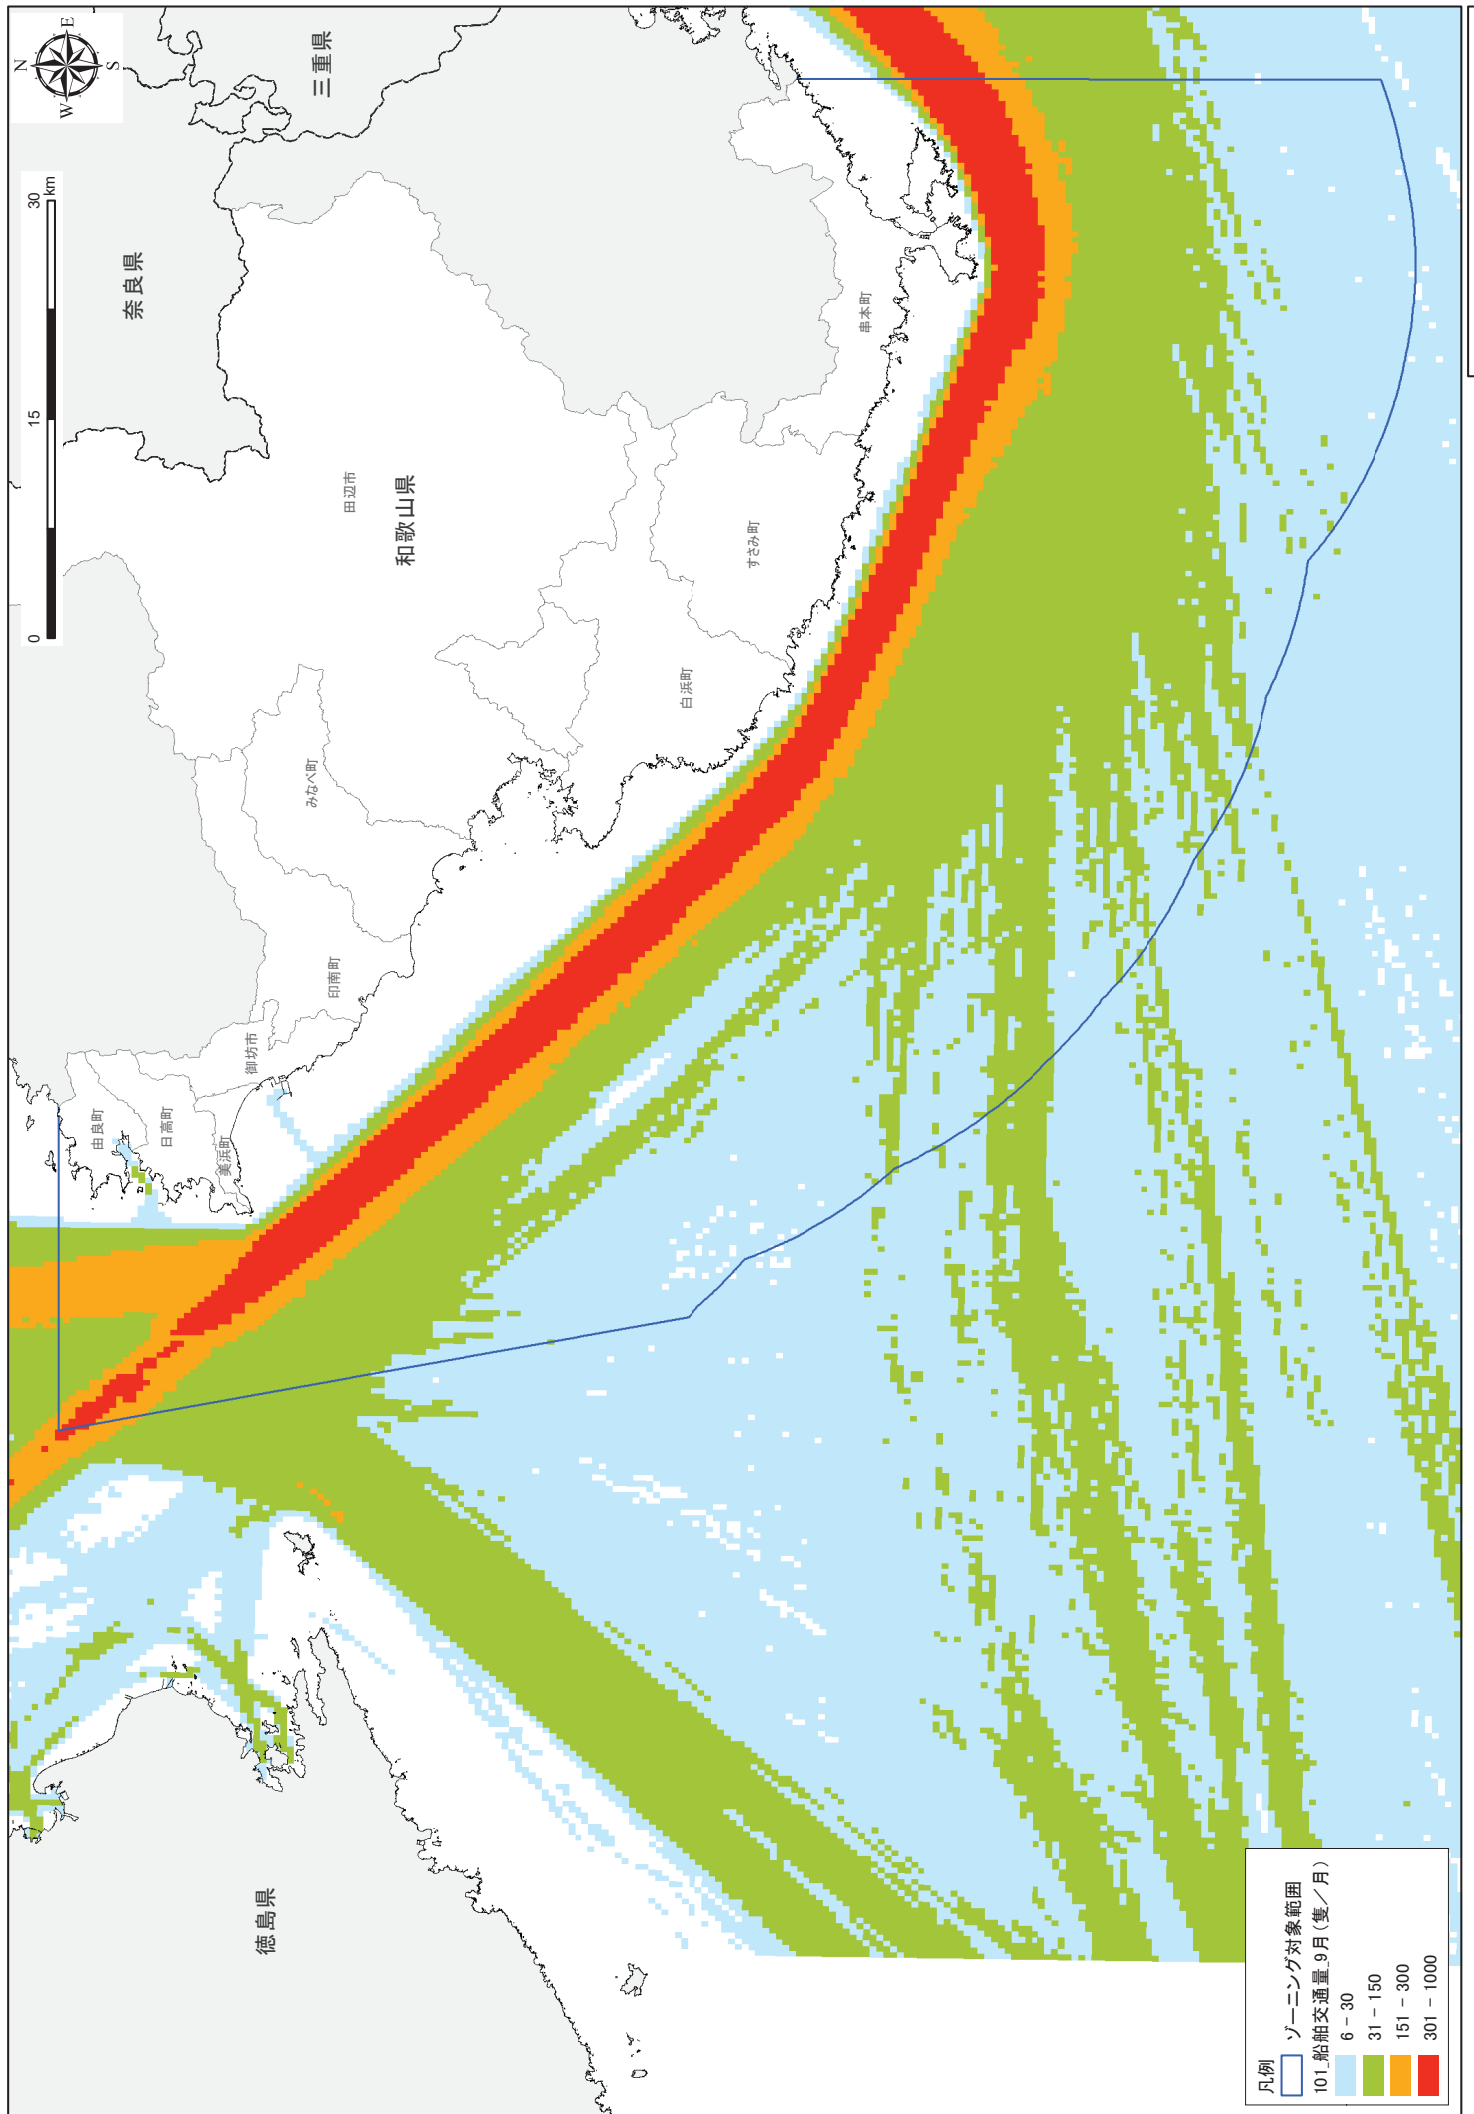 N
E
S
W
0
15
30
km
奈良県
三重県
和歌山県
徳島県
田辺市
みなべ町
印南町
御坊市
由良町
日高町
美浜町
白浜町
すさみ町
串本町
凡例
ゾーニング対象範囲
101_船舶交通量_9月(隻/月)
6 - 30
31 - 150
151 - 300
301 - 1000